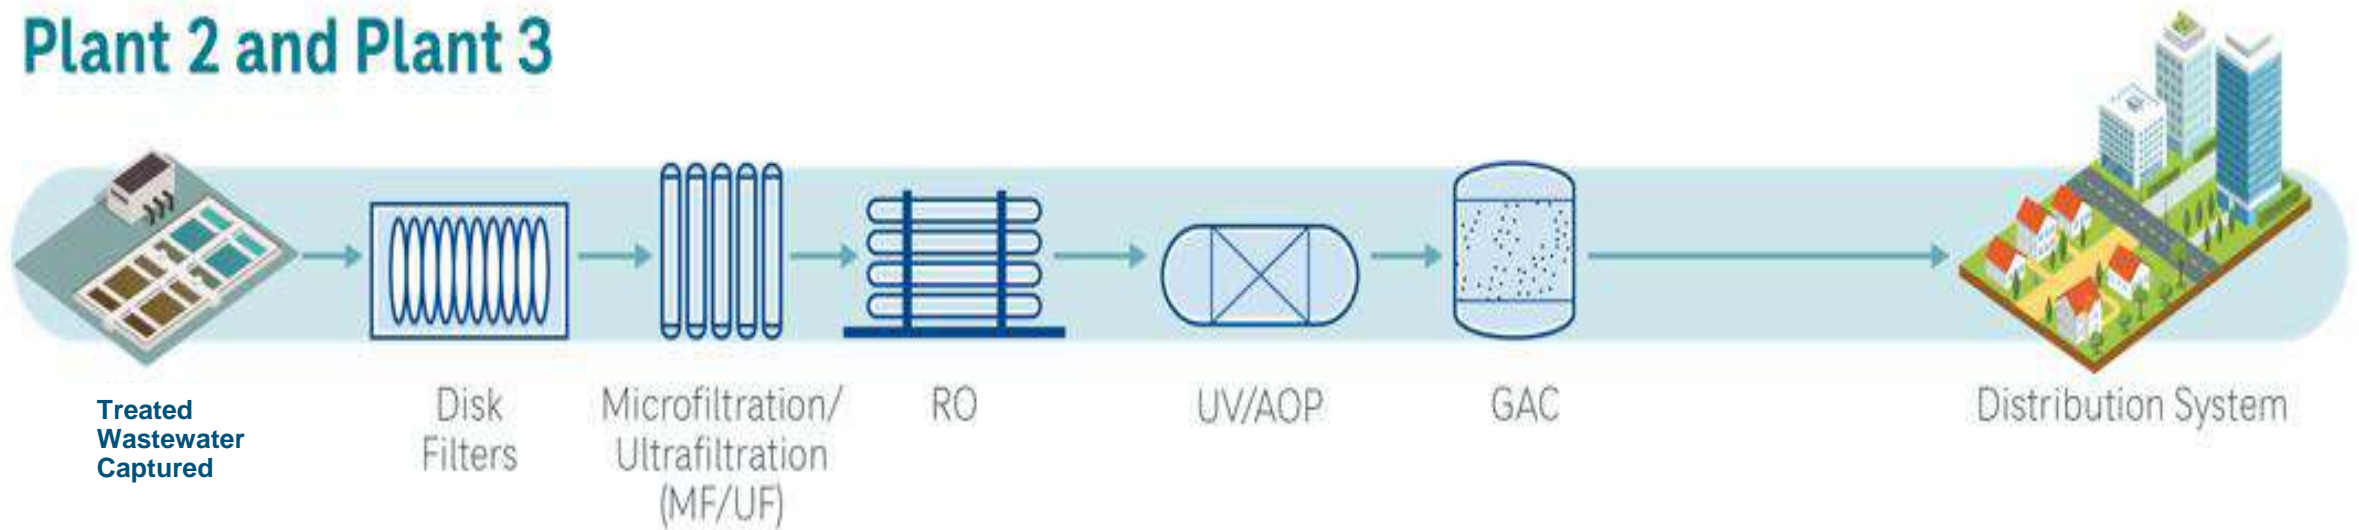 Plant 2 and Plant 3
Treated
Wastewater
Captured
Disk
Filters
Microfiltration/
Ultrafiltration
(MF/UF)
RO
UV/AOP
GAC
Distribution System